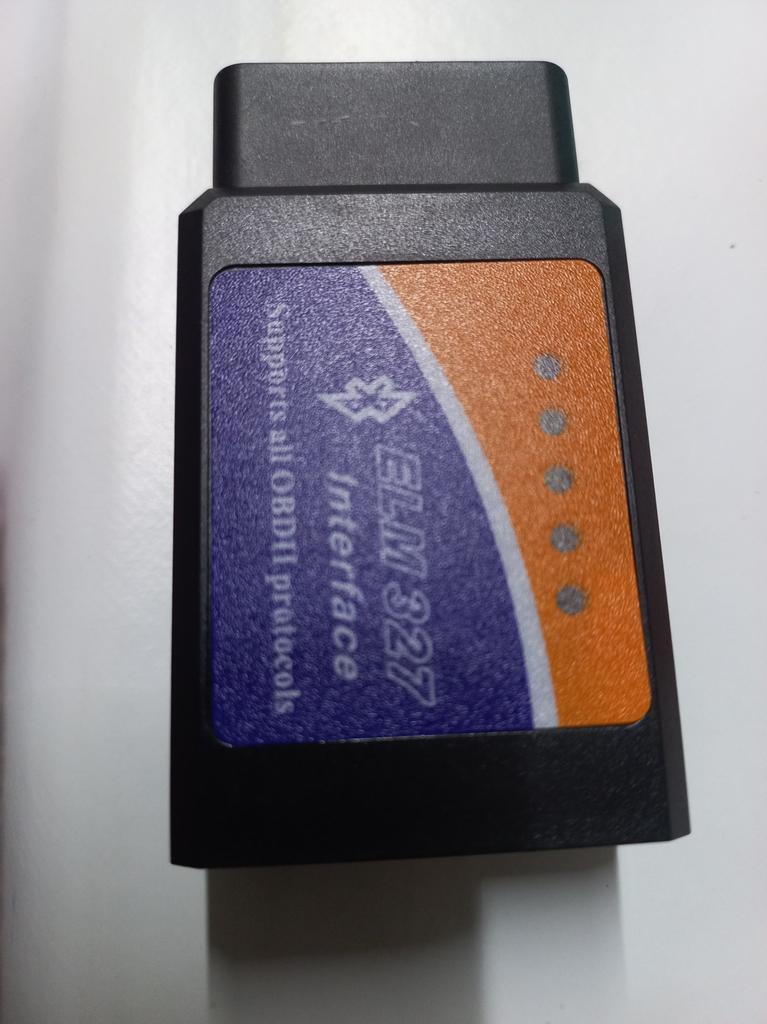 ELM 327
Interface
Supports all OBDII protocols